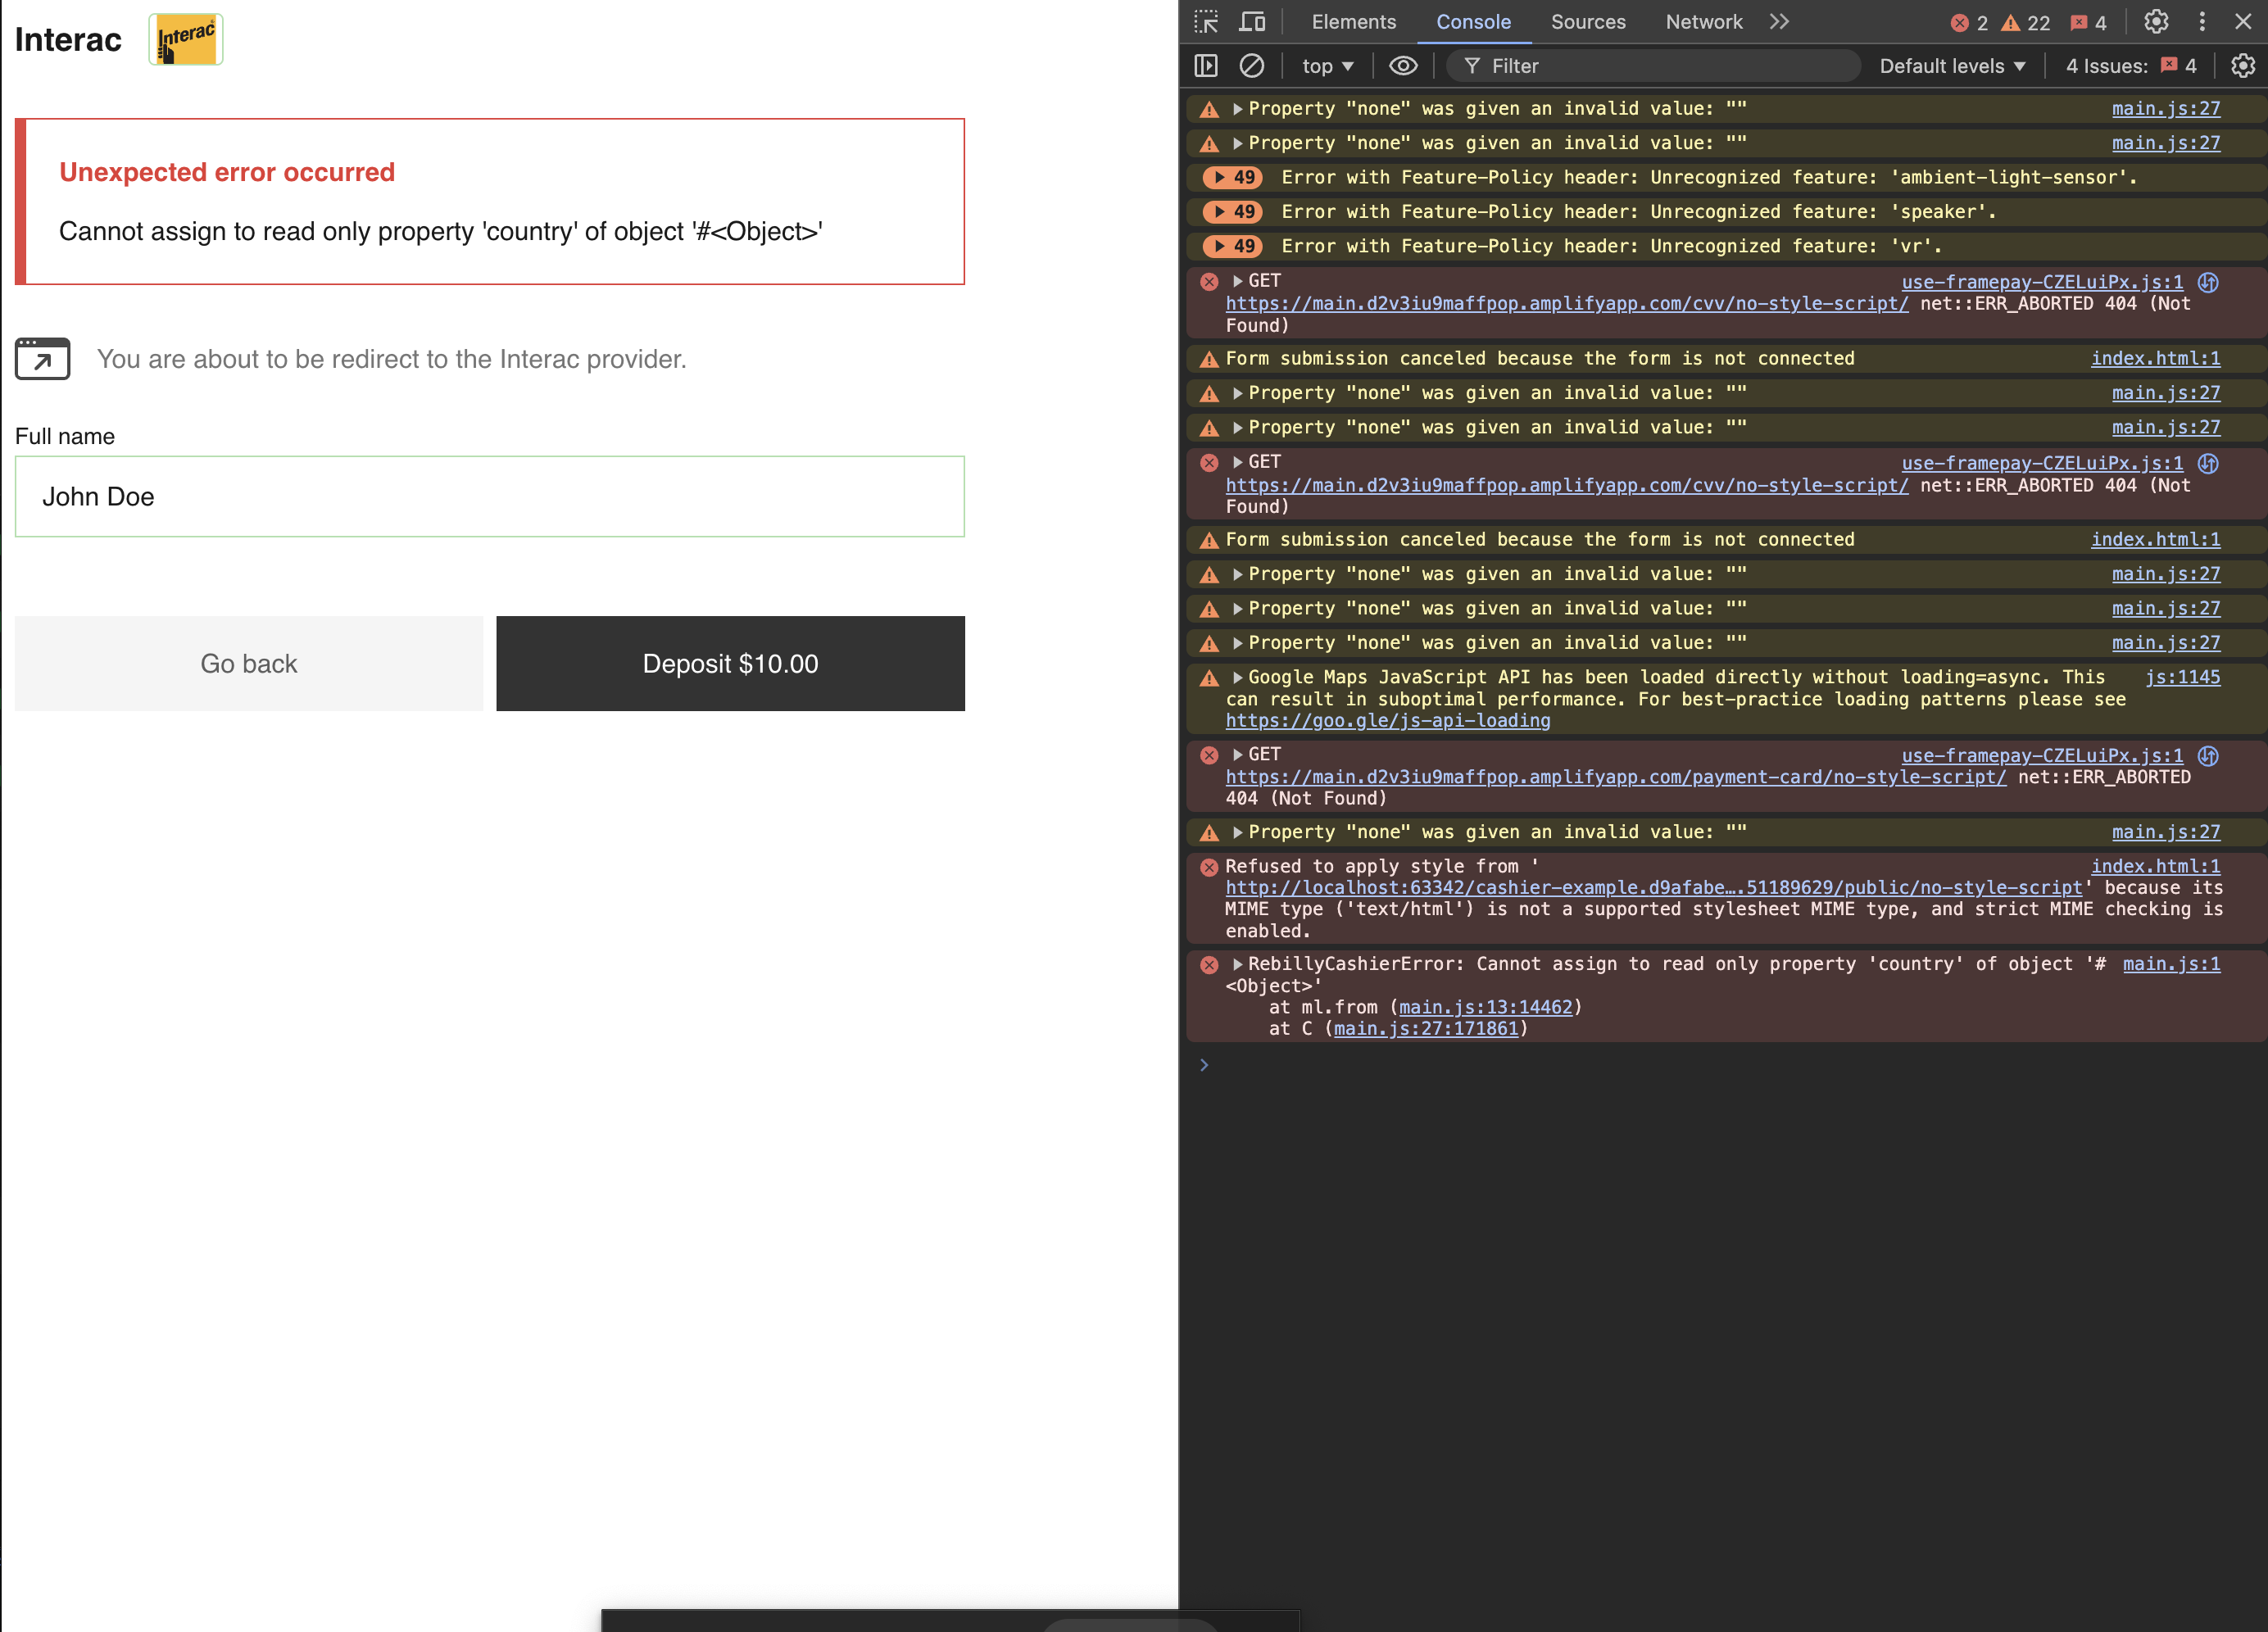 Interac
Interac
Unexpected error occurred
Cannot assign to read only property 'country' of object '#<Object>'
You are about to be redirect to the Interac provider.
Full name
John Doe
Go back
Deposit $10.00
Elements Console Sources Network 2 22 4
top Filter Default levels 4 Issues: 4
Property "none" was given an invalid value: "" main.js:27
Property "none" was given an invalid value: "" main.js:27
49 Error with Feature-Policy header: Unrecognized feature: 'ambient-light-sensor'.
49 Error with Feature-Policy header: Unrecognized feature: 'speaker'.
49 Error with Feature-Policy header: Unrecognized feature: 'vr'.
GET use-framepay-CZELuiPx.js:1
https://main.d2v3iu9maffpop.amplifyapp.com/cvv/no-style-script/ net::ERR_ABORTED 404 (Not
Found)
Form submission canceled because the form is not connected index.html:1
Property "none" was given an invalid value: "" main.js:27
Property "none" was given an invalid value: "" main.js:27
GET use-framepay-CZELuiPx.js:1
https://main.d2v3iu9maffpop.amplifyapp.com/cvv/no-style-script/ net::ERR_ABORTED 404 (Not
Found)
Form submission canceled because the form is not connected index.html:1
Property "none" was given an invalid value: "" main.js:27
Property "none" was given an invalid value: "" main.js:27
Property "none" was given an invalid value: "" main.js:27
Google Maps JavaScript API has been loaded directly without loading=async. This js:1145
can result in suboptimal performance. For best-practice loading patterns please see
https://goo.gle/js-api-loading
GET use-framepay-CZELuiPx.js:1
https://main.d2v3iu9maffpop.amplifyapp.com/payment-card/no-style-script/ net::ERR_ABORTED
404 (Not Found)
Property "none" was given an invalid value: "" main.js:27
Refused to apply style from ' index.html:1
http://localhost:63342/cashier-example.d9afabe….51189629/public/no-style-script' because its
MIME type ('text/html') is not a supported stylesheet MIME type, and strict MIME checking is
enabled.
RebillyCashierError: Cannot assign to read only property 'country' of object '# main.js:1
<Object>'
at ml.from (main.js:13:14462)
at C (main.js:27:171861)